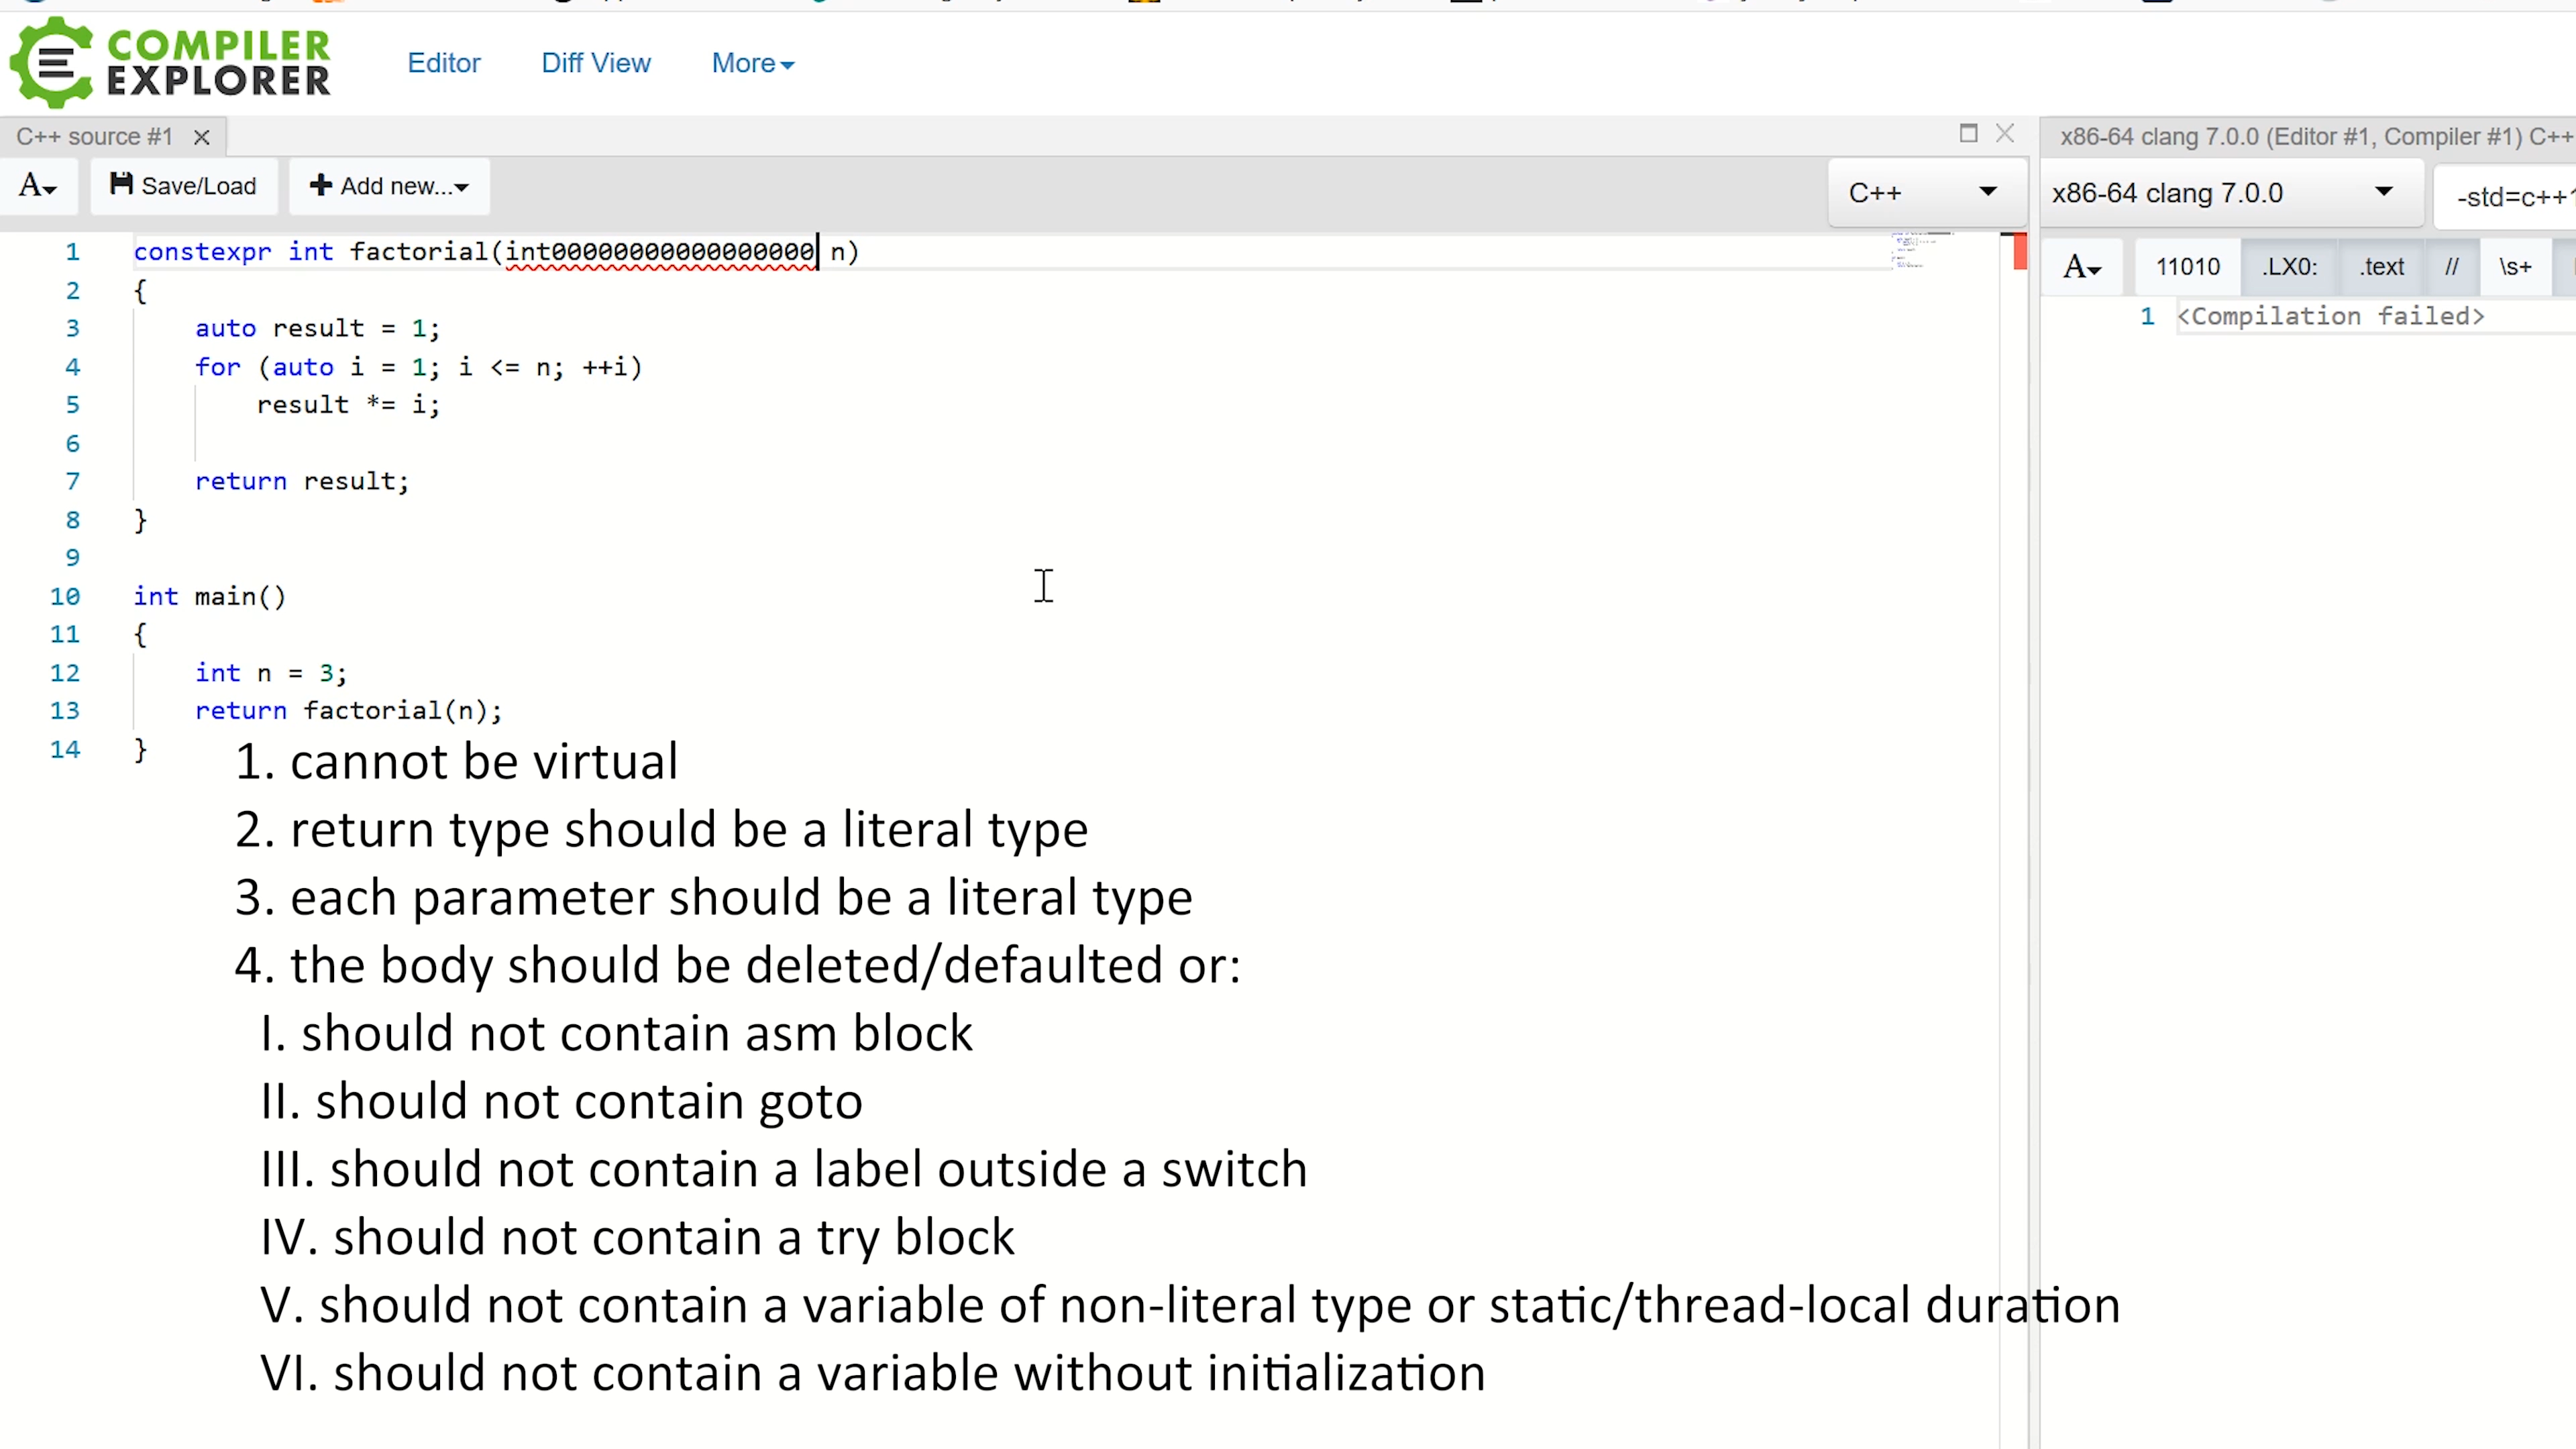 COMPILER
EXPLORER
Editor
Diff View
More
C++ source #1
x86-64 clang 7.0.0 (Editor #1, Compiler #1) C++
A
Save/Load
Add new...
C++
x86-64 clang 7.0.0
-std=c++1
A
11010
.LX0:
.text
//
\s+
1 constexpr int factorial(int00000000000000000 n)
2 {
3 auto result = 1;
4 for (auto i = 1; i <= n; ++i)
5 result *= i;
6
7 return result;
8 }
9
10 int main()
11 {
12 int n = 3;
13 return factorial(n);
14 }
1 <Compilation failed>
1. cannot be virtual
2. return type should be a literal type
3. each parameter should be a literal type
4. the body should be deleted/defaulted or:
I. should not contain asm block
II. should not contain goto
III. should not contain a label outside a switch
IV. should not contain a try block
V. should not contain a variable of non-literal type or static/thread-local duration
VI. should not contain a variable without initialization